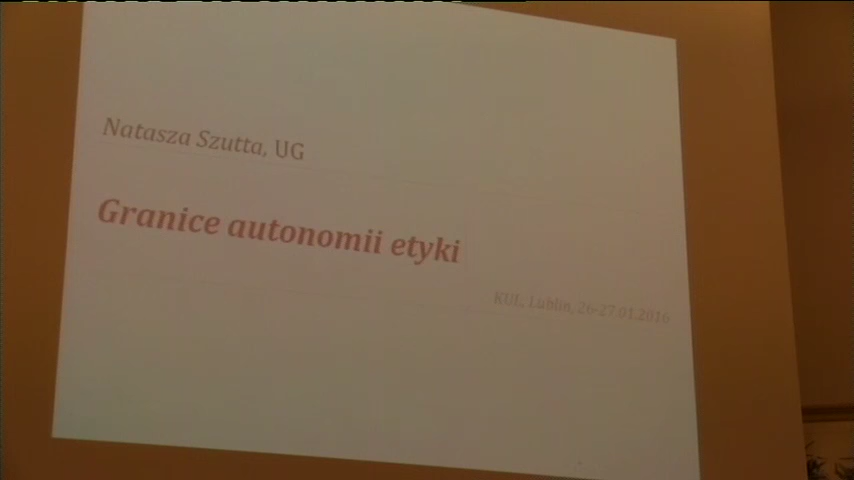 Natasza Szutta, UG
Granice autonomii etyki
KUL, Lublin, 26-27.01.2016